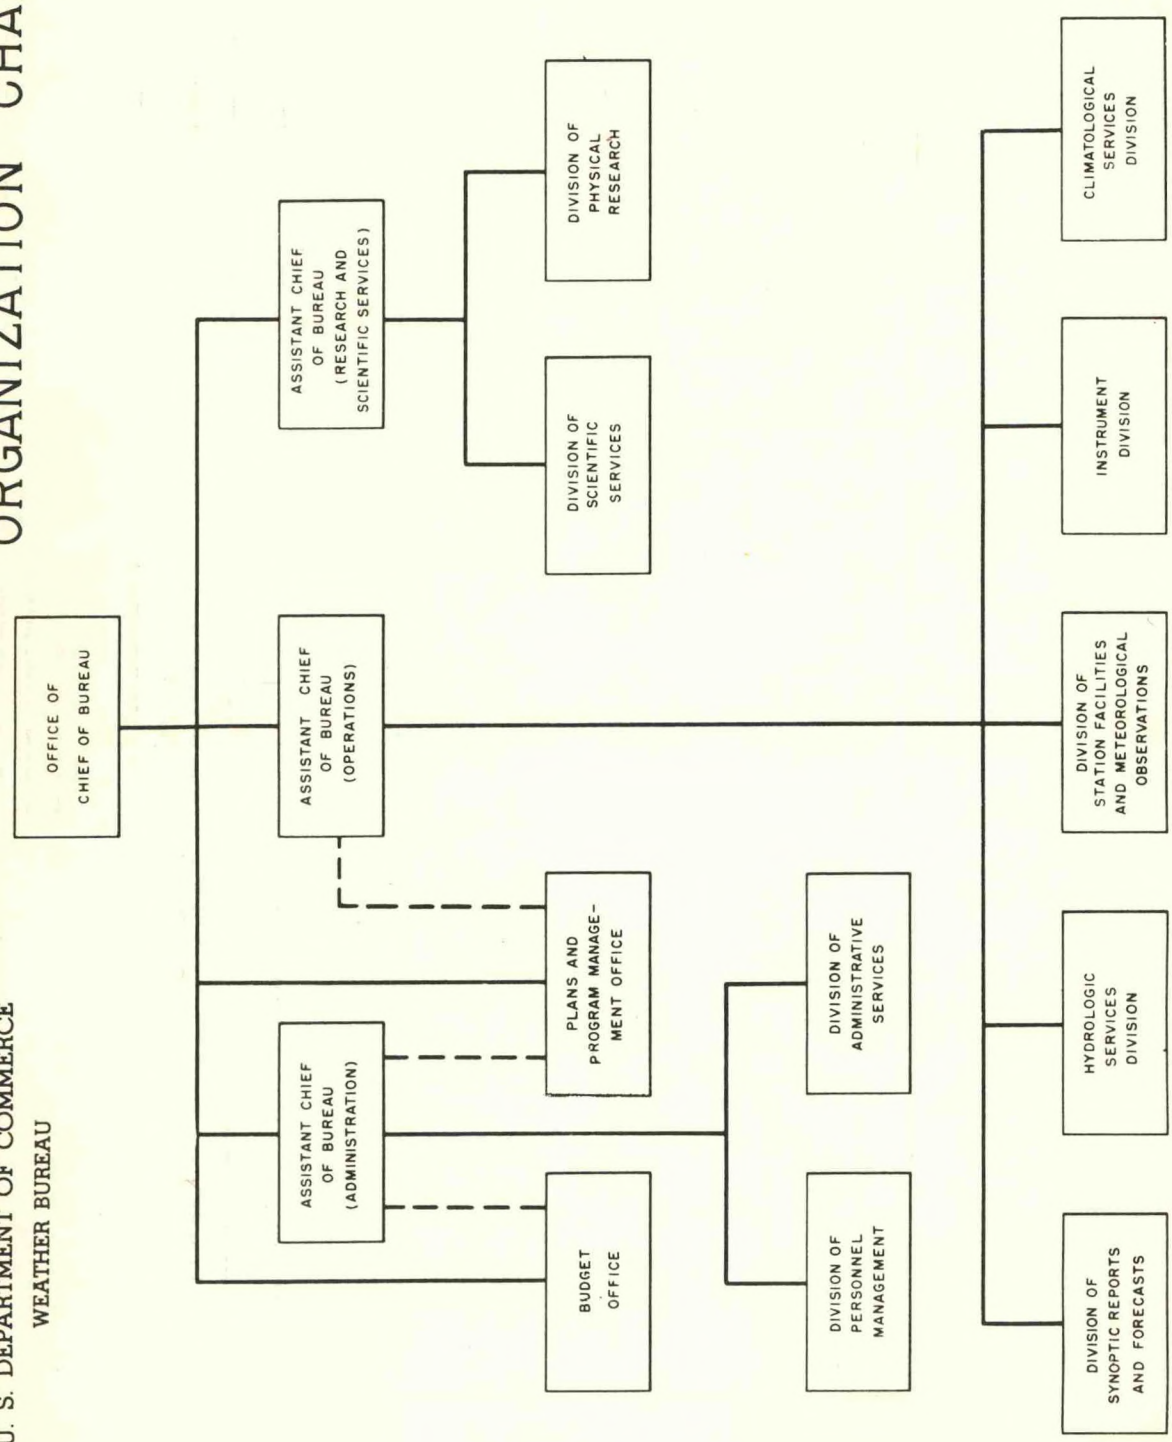 U. S. DEPARTMENT OF COMMERCE
WEATHER BUREAU
ORGANIZATION CHA
OFFICE OF
CHIEF OF BUREAU
ASSISTANT CHIEF
OF BUREAU
(ADMINISTRATION)
ASSISTANT CHIEF
OF BUREAU
(OPERATIONS)
ASSISTANT CHIEF
OF BUREAU
(RESEARCH AND
SCIENTIFIC SERVICES)
BUDGET
OFFICE
PLANS AND
PROGRAM MANAGE-
MENT OFFICE
DIVISION OF
SCIENTIFIC
SERVICES
DIVISION OF
PHYSICAL
RESEARCH
DIVISION OF
PERSONNEL
MANAGEMENT
DIVISION OF
ADMINISTRATIVE
SERVICES
DIVISION OF
SYNOPTIC REPORTS
AND FORECASTS
HYDROLOGIC
SERVICES
DIVISION
DIVISION OF
STATION FACILITIES
AND METEOROLOGICAL
OBSERVATIONS
INSTRUMENT
DIVISION
CLIMATOLOGICAL
SERVICES
DIVISION